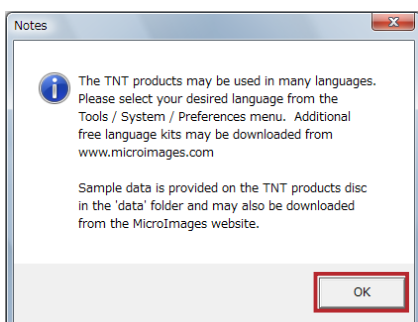 Notes
The TNT products may be used in many languages.
Please select your desired language from the
Tools / System / Preferences menu.  Additional
free language kits may be downloaded from
www.microimages.com
Sample data is provided on the TNT products disc
in the 'data' folder and may also be downloaded
from the MicroImages website.
OK